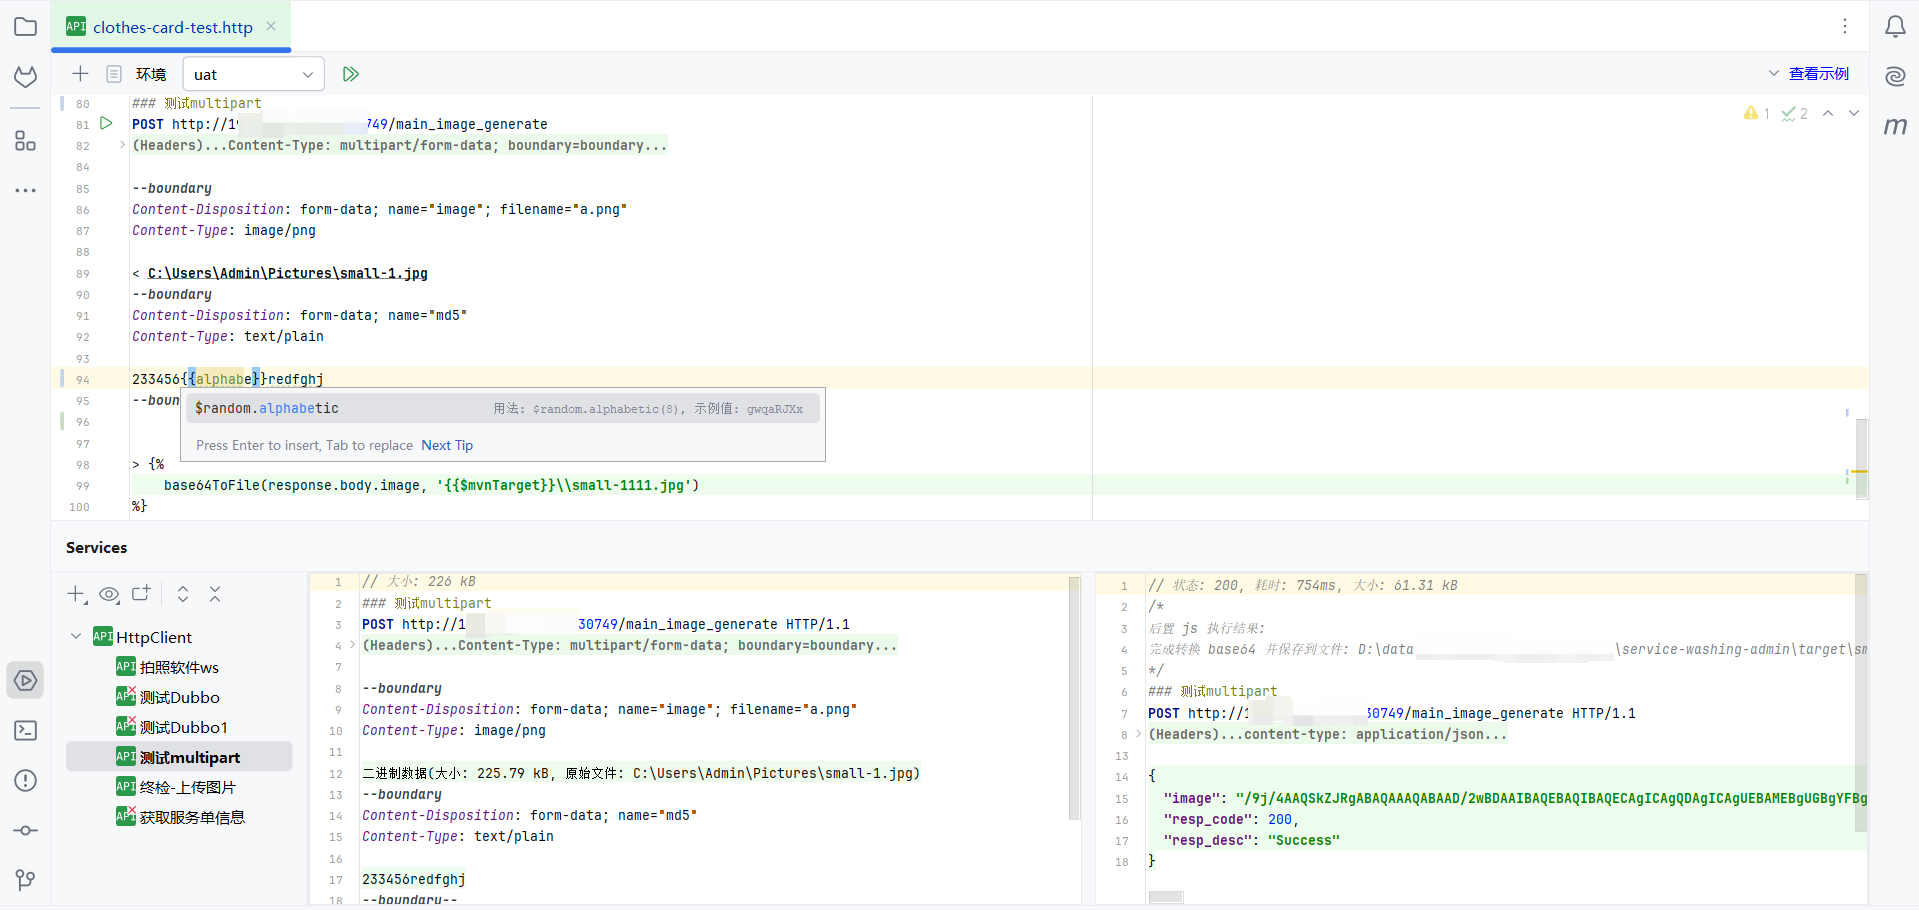 API clothes-card-test.http
环境 uat 查看示例
1 2
80 ### 测试multipart
81 POST http://1 749/main_image_generate
82 (Headers)...Content-Type: multipart/form-data; boundary=boundary...
84
85 --boundary
86 Content-Disposition: form-data; name="image"; filename="a.png"
87 Content-Type: image/png
88
89 < C:\Users\Admin\Pictures\small-1.jpg
90 --boundary
91 Content-Disposition: form-data; name="md5"
92 Content-Type: text/plain
93
94 233456{{alphabe}}redfghj
95 --boun
$random.alphabetic 用法: $random.alphabetic(8), 示例值: gwqaRJXx
96
97
Press Enter to insert, Tab to replace Next Tip
98 > {%
99 base64ToFile(response.body.image, '{{$mvnTarget}}\\small-1111.jpg')
100 %}
Services
API HttpClient
API 拍照软件ws
API 测试Dubbo
API 测试Dubbo1
API 测试multipart
API 终检-上传图片
API 获取服务单信息
1 // 大小: 226 kB
2 ### 测试multipart
3 POST http://1 30749/main_image_generate HTTP/1.1
4 (Headers)...Content-Type: multipart/form-data; boundary=boundary...
7
8 --boundary
9 Content-Disposition: form-data; name="image"; filename="a.png"
10 Content-Type: image/png
11
12 二进制数据(大小: 225.79 kB, 原始文件: C:\Users\Admin\Pictures\small-1.jpg)
13 --boundary
14 Content-Disposition: form-data; name="md5"
15 Content-Type: text/plain
16
17 233456redfghj
18 --boundary--
1 // 状态: 200, 耗时: 754ms, 大小: 61.31 kB
2 /*
3 后置 js 执行结果:
4 完成转换 base64 并保存到文件: D:\data \service-washing-admin\target\sm
5 */
6 ### 测试multipart
7 POST http://1 30749/main_image_generate HTTP/1.1
8 (Headers)...content-type: application/json...
13
14 {
15 "image": "/9j/4AAQSkZJRgABAQAAAQABAAD/2wBDAAIBAQEBAQIBAQECAgICAgQDAgICAgUEBAMEBgUGBgYFBg
16 "resp_code": 200,
17 "resp_desc": "Success"
18 }
m